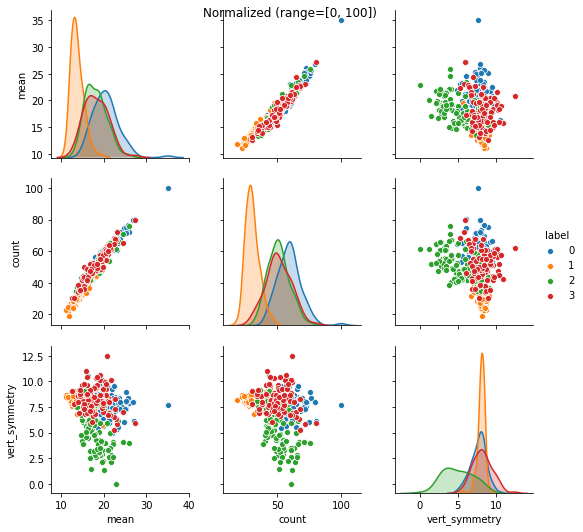 Normalized (range=[0, 100])
mean
35
30
25
20
15
10
count
100
80
60
40
20
label
0
1
2
3
vert_symmetry
12.5
10.0
7.5
5.0
2.5
0.0
10 20 30 40
50 100
0 5 10
mean count vert_symmetry